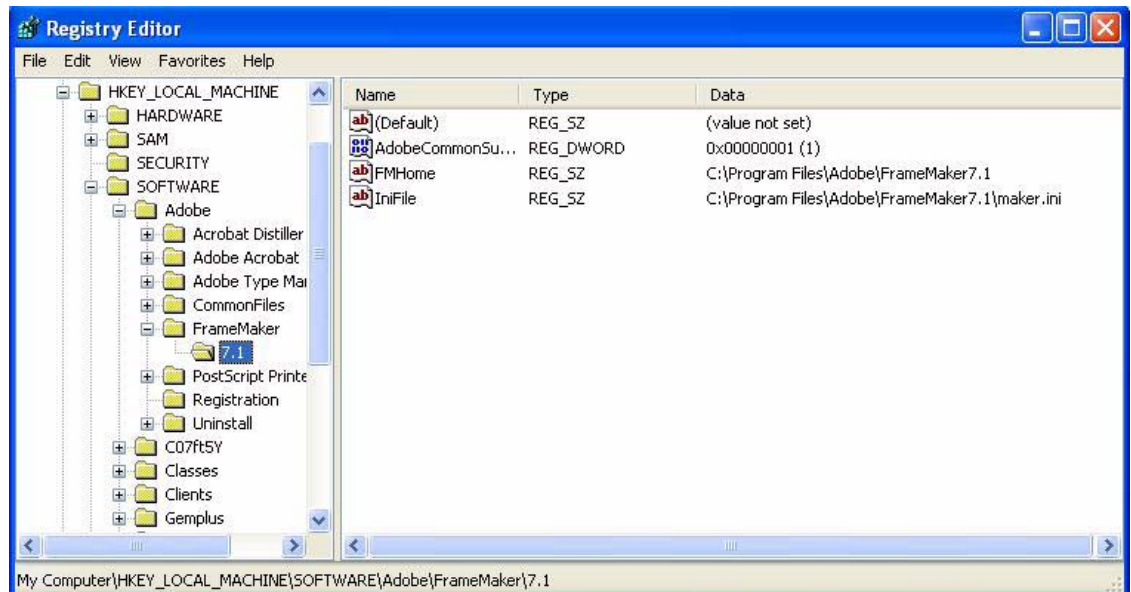 Registry Editor
File Edit View Favorites Help
HKEY_LOCAL_MACHINE
HARDWARE
SAM
SECURITY
SOFTWARE
Adobe
Acrobat Distiller
Adobe Acrobat
Adobe Type Mar
CommonFiles
FrameMaker
7.1
PostScript Printe
Registration
Uninstall
C07ft5Y
Classes
Clients
Gemplus
Name Type Data
(Default) REG_SZ (value not set)
AdobeCommonSu... REG_DWORD 0x00000001 (1)
FMHome REG_SZ C:\Program Files\Adobe\FrameMaker7.1
IniFile REG_SZ C:\Program Files\Adobe\FrameMaker7.1\maker.ini
My Computer\HKEY_LOCAL_MACHINE\SOFTWARE\Adobe\FrameMaker\7.1